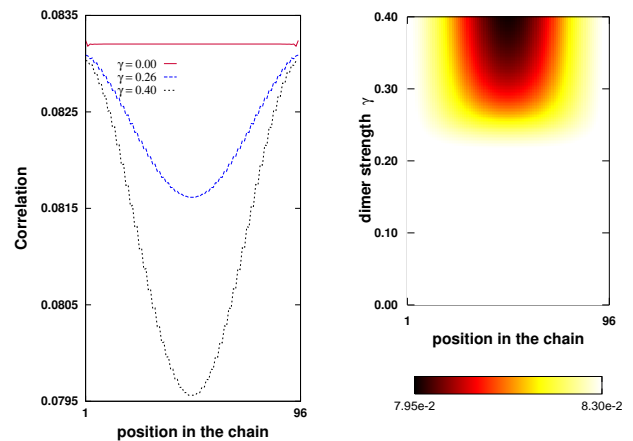 0.0835
0.0825
0.0815
0.0805
0.0795
Correlation
γ = 0.00
γ = 0.26
γ = 0.40
1
96
position in the chain
0.40
0.30
0.20
0.10
0.00
dimer strength γ
1
96
position in the chain
7.95e-2
8.30e-2